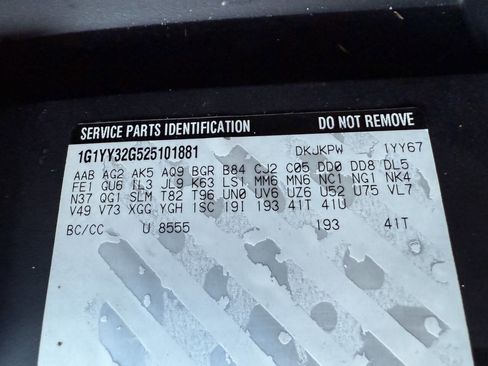 SERVICE PARTS IDENTIFICATION DO NOT REMOVE
1G1YY32G525101881 DKJKPW 1YY67
AAB AG2 AK5 AQ9 BGR B84 CJ2 C05 DD0 DD8 DL5
FE1 GU6 IL3 JL9 K63 LS1 MM6 MN6 NC1 NG1 NK4
N37 QG1 SLM T82 T96 UN0 UV6 UZ6 U52 U75 VL7
V49 V73 XGG YGH 1SC 19I 193 41T 41U
BC/CC U 8555 193 41T